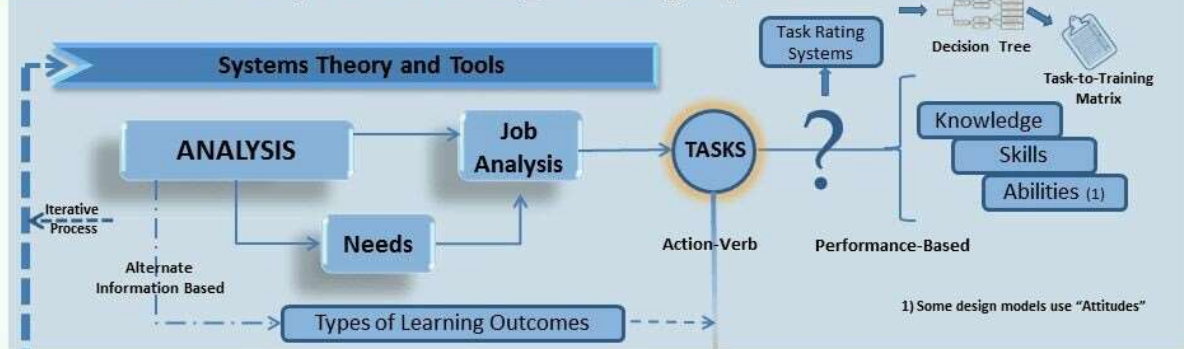 Systems Theory and Tools
Task Rating
Systems
Decision Tree
Task-to-Training
Matrix
ANALYSIS
Job
Analysis
TASKS
?
Knowledge
Skills
Abilities (1)
Iterative
Process
Needs
Action-Verb
Performance-Based
Alternate
Information Based
Types of Learning Outcomes
1) Some design models use “Attitudes”